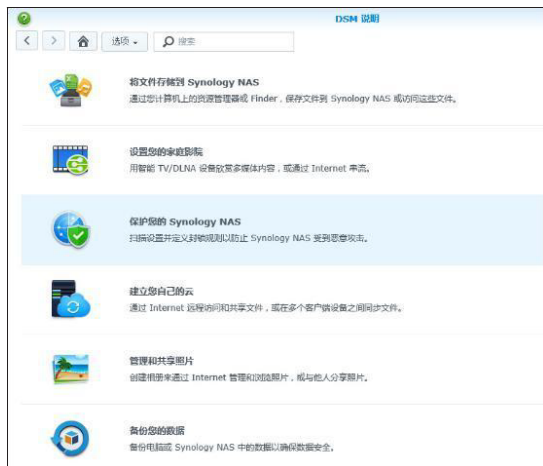 DSM 说明
选项
搜索
将文件存储到 Synology NAS
通过您计算机上的资源管理器或 Finder，保存文件到 Synology NAS 或访问这些文件。
设置您的家庭影院
用智能 TV/DLNA 设备欣赏多媒体内容，或通过 Internet 串流。
保护您的 Synology NAS
扫描设置并定义封锁规则以防止 Synology NAS 受到恶意攻击。
建立您自己的云
通过 Internet 远程访问和共享文件，或在多个客户端设备之间同步文件。
管理和共享照片
创建相册来通过 Internet 管理和浏览照片，或与他人分享照片。
备份您的数据
备份电脑或 Synology NAS 中的数据以确保数据安全。